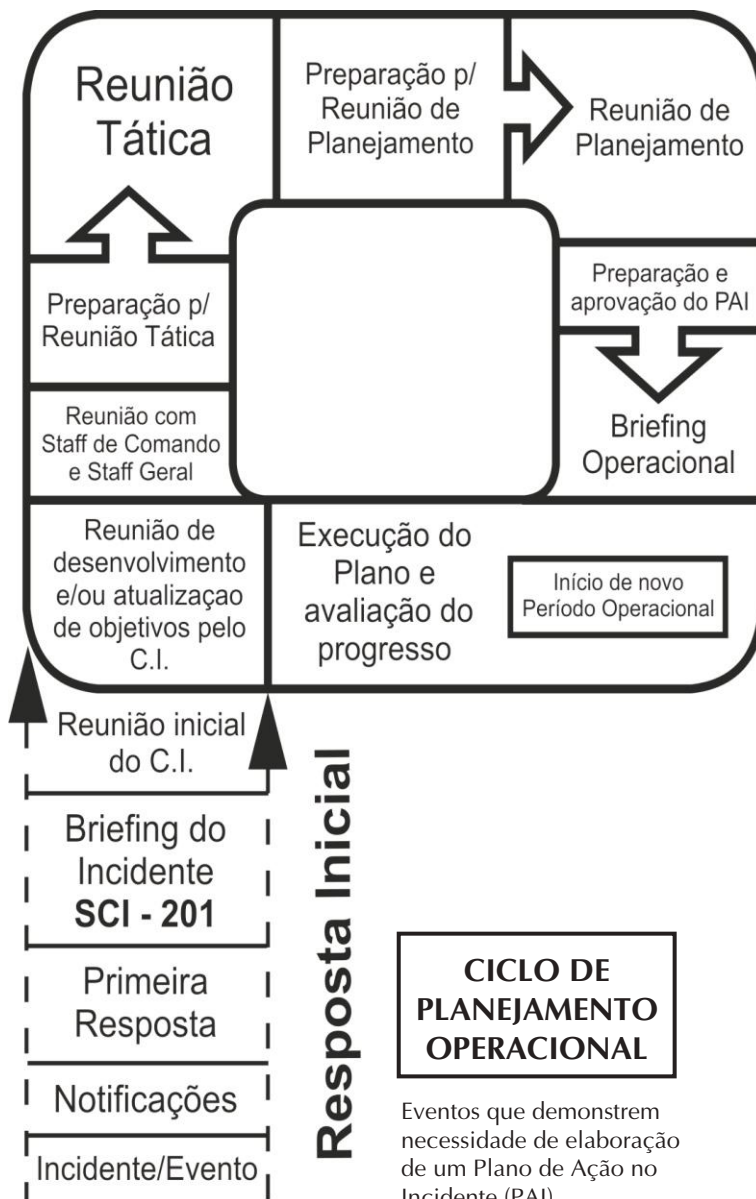 Reunião
Tática
Preparação p/
Reunião de
Planejamento
Reunião de
Planejamento
Preparação p/
Reunião Tática
Preparação e
aprovação do PAI
Reunião com
Staff de Comando
e Staff Geral
Briefing
Operacional
Reunião de
desenvolvimento
e/ou atualizaçao
de objetivos pelo
C.I.
Execução do
Plano e
avaliação do
progresso
Início de novo
Período Operacional
Reunião inicial
do C.I.
Briefing do
Incidente
SCI - 201
Primeira
Resposta
Notificações
Incidente/Evento
Resposta Inicial
CICLO DE
PLANEJAMENTO
OPERACIONAL
Eventos que demonstrem
necessidade de elaboração
de um Plano de Ação no
Incidente (PAI)